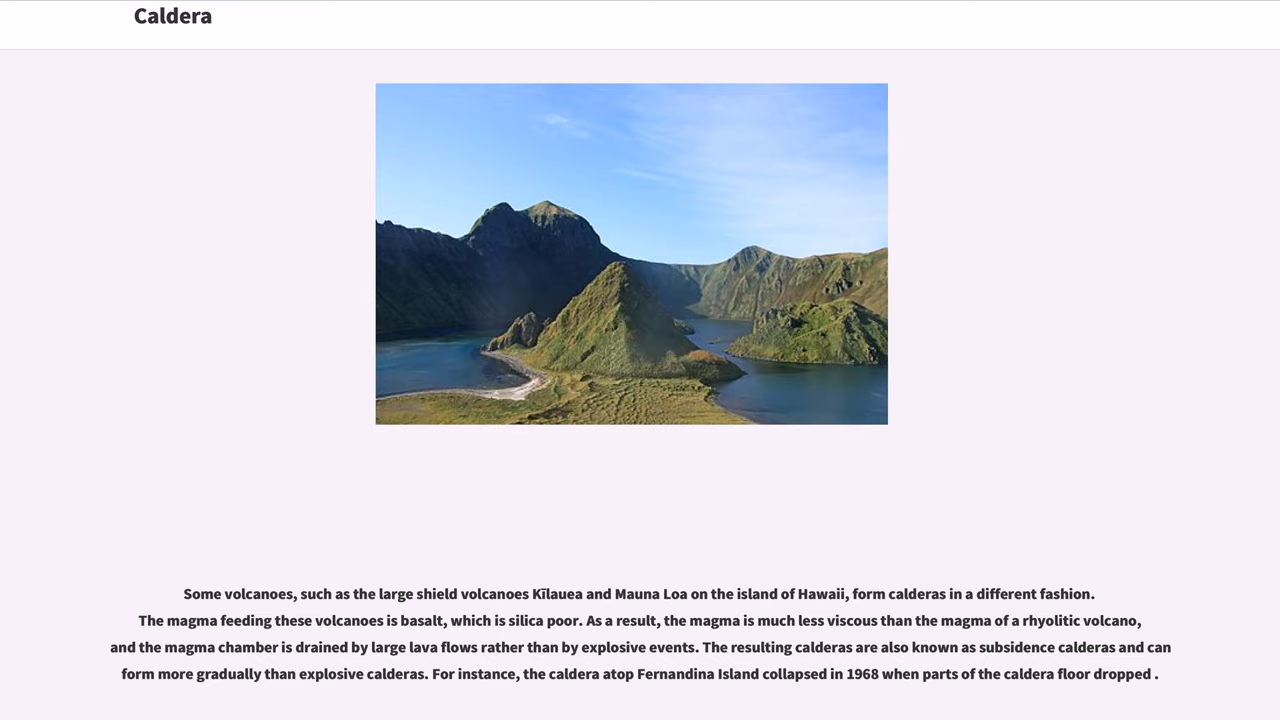 Caldera
Some volcanoes, such as the large shield volcanoes Kīlauea and Mauna Loa on the island of Hawaii, form calderas in a different fashion.
The magma feeding these volcanoes is basalt, which is silica poor. As a result, the magma is much less viscous than the magma of a rhyolitic volcano,
and the magma chamber is drained by large lava flows rather than by explosive events. The resulting calderas are also known as subsidence calderas and can
form more gradually than explosive calderas. For instance, the caldera atop Fernandina Island collapsed in 1968 when parts of the caldera floor dropped .